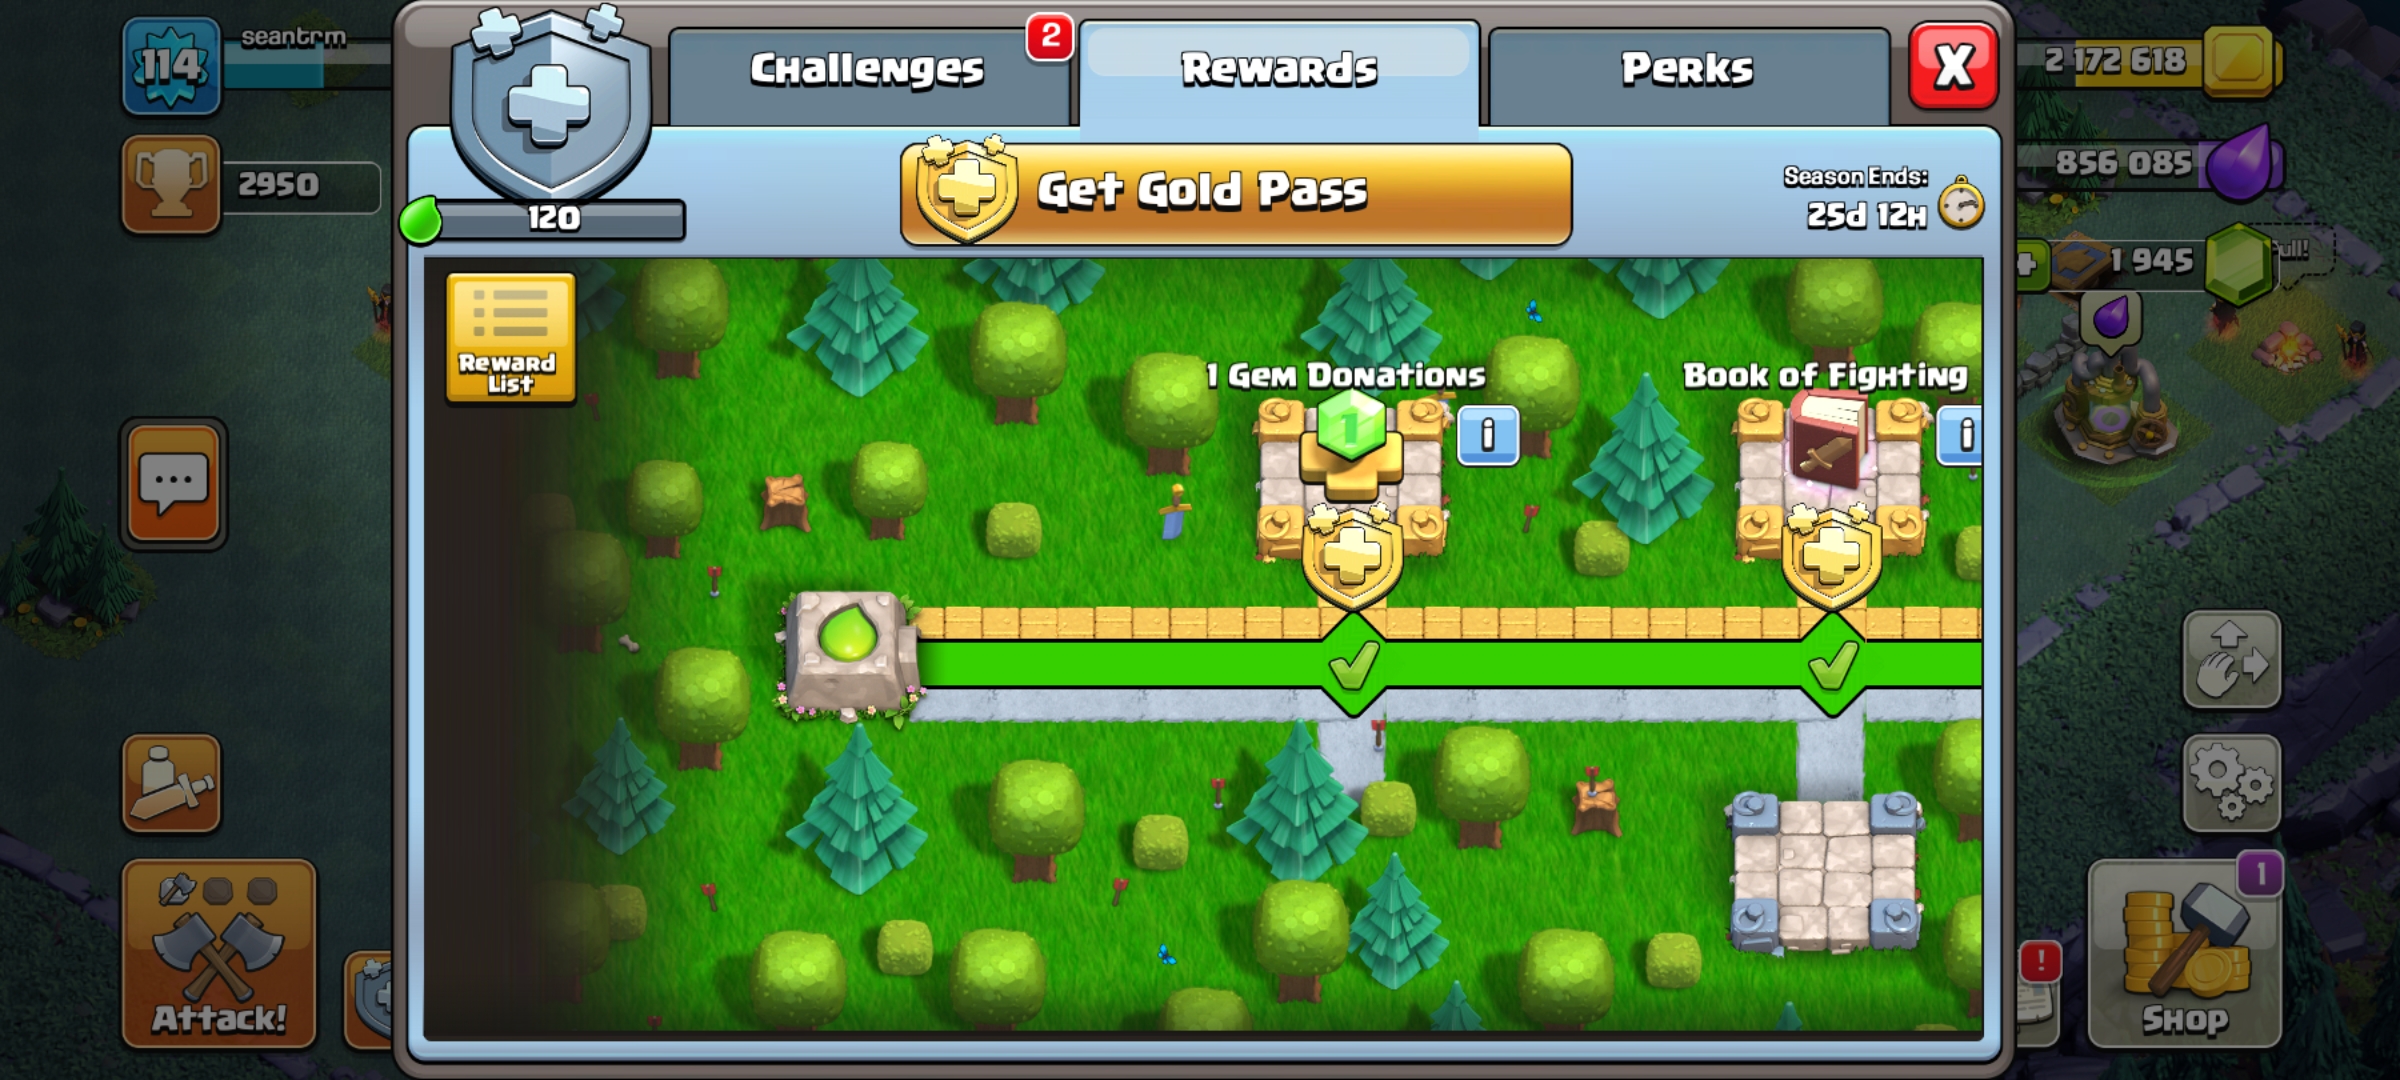 114
seantrm
2950
Challenges
2
Rewards
Perks
X
2 172 618
856 085
1 945
Get Gold Pass
Season Ends:
25d 12h
120
Reward
List
1 Gem Donations
1
i
Book of Fighting
i
Attack!
!
1
Shop